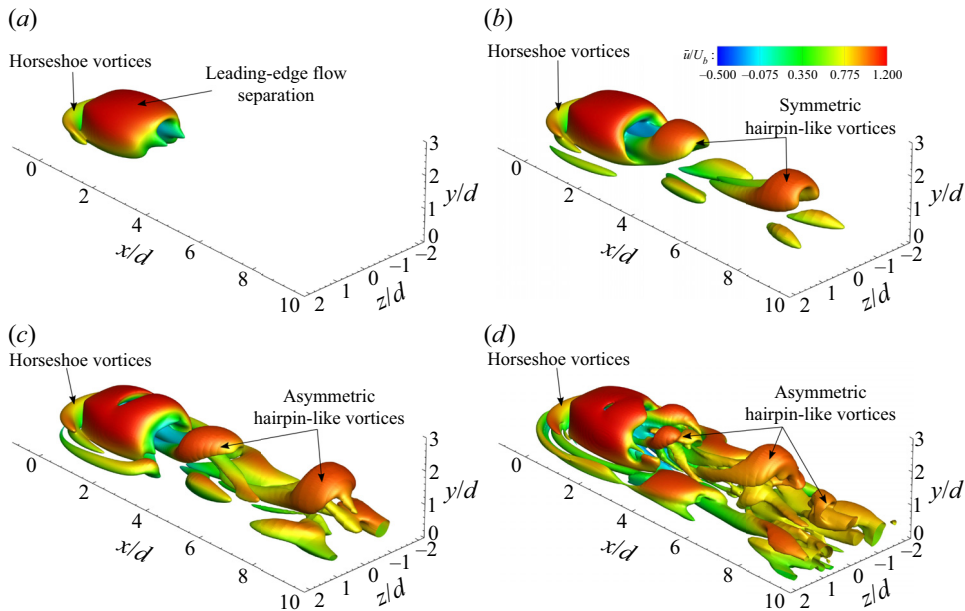 (a)
Horseshoe vortices
Leading-edge flow
separation
0
2
4
6
8
10
x/d
2
1
0
−1
−2
z/d
3
2
1
0
y/d
(b)
ū/U_b :
−0.500 −0.075 0.350 0.775 1.200
Horseshoe vortices
Symmetric
hairpin-like vortices
0
2
4
6
8
10
x/d
2
1
0
−1
−2
z/d
3
2
1
0
y/d
(c)
Horseshoe vortices
Asymmetric
hairpin-like vortices
0
2
4
6
8
10
x/d
2
1
0
−1
−2
z/d
3
2
1
0
y/d
(d)
Horseshoe vortices
Asymmetric
hairpin-like vortices
0
2
4
6
8
10
x/d
2
1
0
−1
−2
z/d
3
2
1
0
y/d